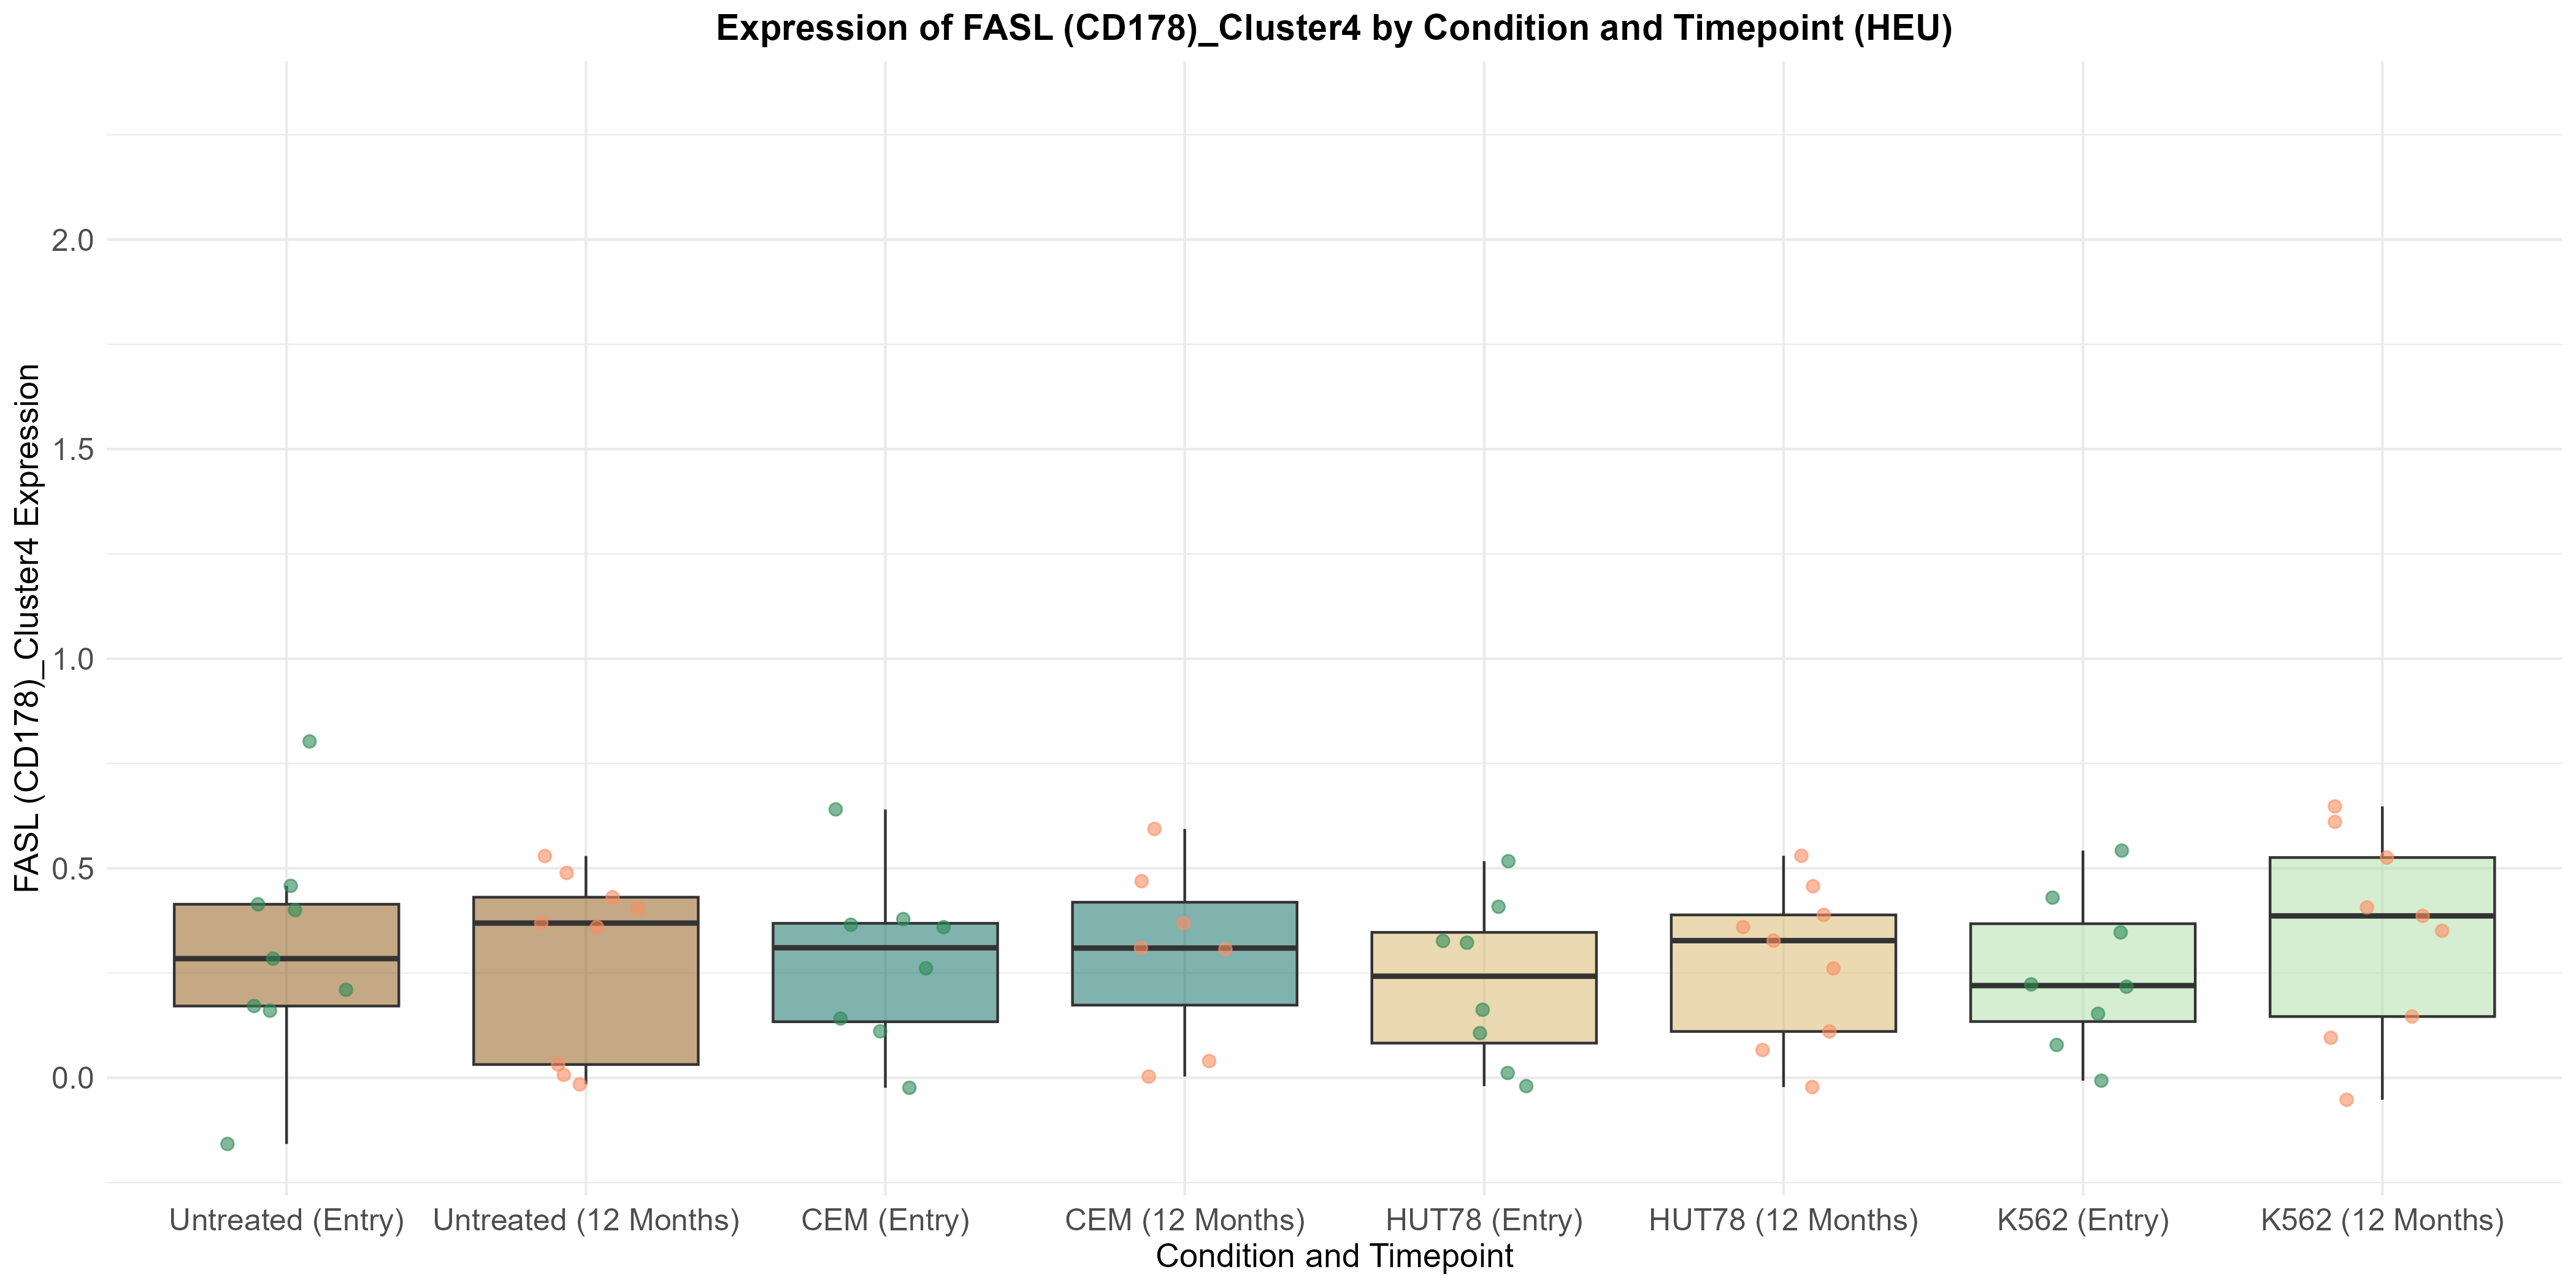 Expression of FASL (CD178)_Cluster4 by Condition and Timepoint (HEU)
FASL (CD178)_Cluster4 Expression
2.0
1.5
1.0
0.5
0.0
Untreated (Entry) Untreated (12 Months) CEM (Entry) CEM (12 Months) HUT78 (Entry) HUT78 (12 Months) K562 (Entry) K562 (12 Months)
Condition and Timepoint